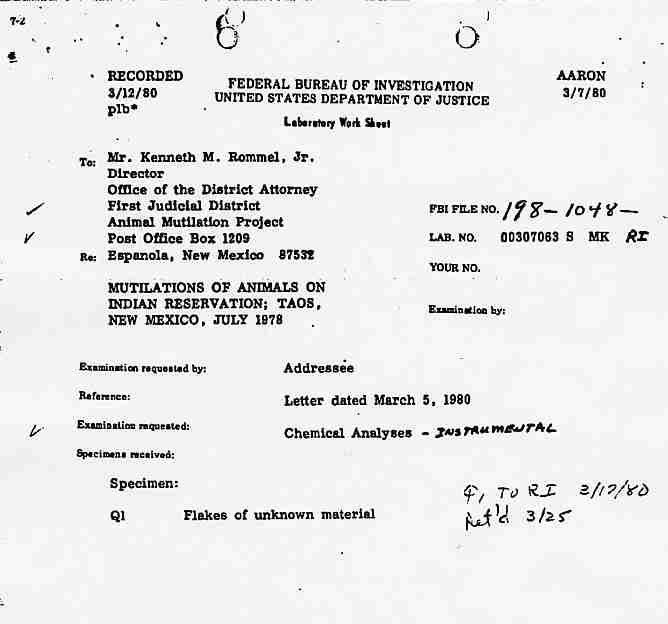 7-2
RECORDED
3/12/80
plb*
FEDERAL BUREAU OF INVESTIGATION
UNITED STATES DEPARTMENT OF JUSTICE
AARON
3/7/80
Laboratory Work Sheet
To: Mr. Kenneth M. Rommel, Jr.
Director
Office of the District Attorney
First Judicial District
Animal Mutilation Project
Post Office Box 1209
Re: Espanola, New Mexico 87532
FBI FILE NO. 198-1048-
LAB. NO. 00307063 S MK RI
YOUR NO.
MUTILATIONS OF ANIMALS ON
INDIAN RESERVATION; TAOS,
NEW MEXICO, JULY 1978
Examination by:
Examination requested by: Addressee
Reference: Letter dated March 5, 1980
Examination requested: Chemical Analyses - INSTRUMENTAL
Specimens received:
Specimen:
Q1 Flakes of unknown material
TO RI 3/17/80
Ret'd 3/25